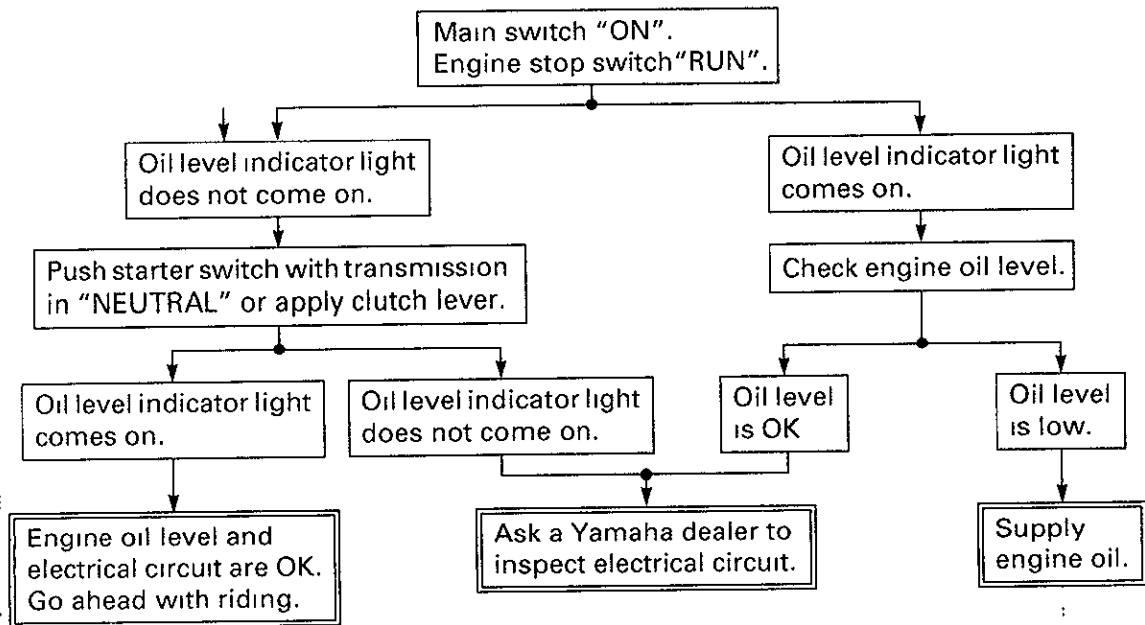 Main switch “ON”.
Engine stop switch“RUN”.
Oil level indicator light
does not come on.
Oil level indicator light
comes on.
Push starter switch with transmission
in “NEUTRAL” or apply clutch lever.
Check engine oil level.
Oil level indicator light
comes on.
Oil level indicator light
does not come on.
Oil level
is OK
Oil level
is low.
Engine oil level and
electrical circuit are OK.
Go ahead with riding.
Ask a Yamaha dealer to
inspect electrical circuit.
Supply
engine oil.